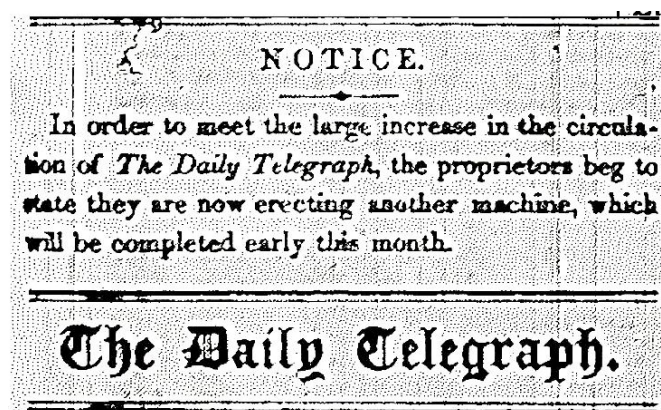 NOTICE.
In order to meet the large increase in the circula-
tion of The Daily Telegraph, the proprietors beg to
state they are now erecting another machine, which
will be completed early this month.
The Daily Telegraph.